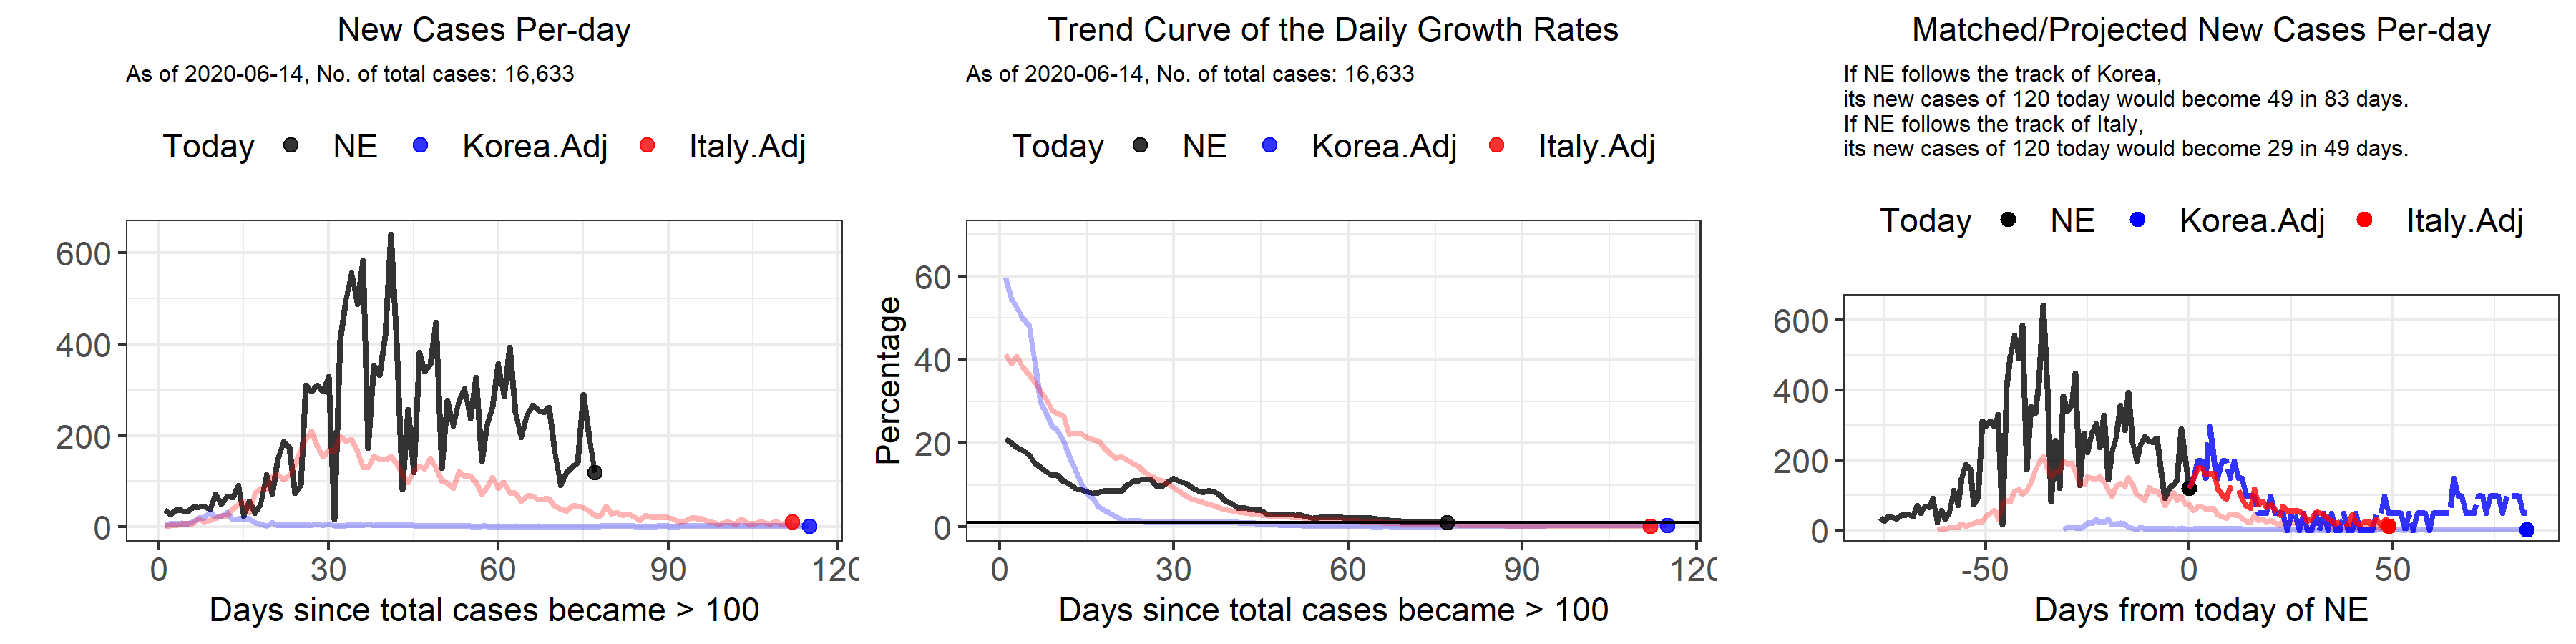 New Cases Per-day
As of 2020-06-14, No. of total cases: 16,633
Today NE Korea.Adj Italy.Adj
600
400
200
0
0 30 60 90 120
Days since total cases became > 100
Trend Curve of the Daily Growth Rates
As of 2020-06-14, No. of total cases: 16,633
Today NE Korea.Adj Italy.Adj
Percentage
60
40
20
0
0 30 60 90 120
Days since total cases became > 100
Matched/Projected New Cases Per-day
If NE follows the track of Korea,
its new cases of 120 today would become 49 in 83 days.
If NE follows the track of Italy,
its new cases of 120 today would become 29 in 49 days.
Today NE Korea.Adj Italy.Adj
600
400
200
0
-50 0 50
Days from today of NE